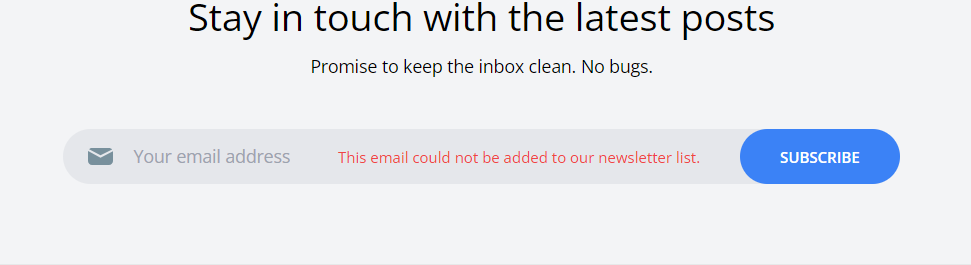 Stay in touch with the latest posts
Promise to keep the inbox clean. No bugs.
Your email address This email could not be added to our newsletter list. SUBSCRIBE